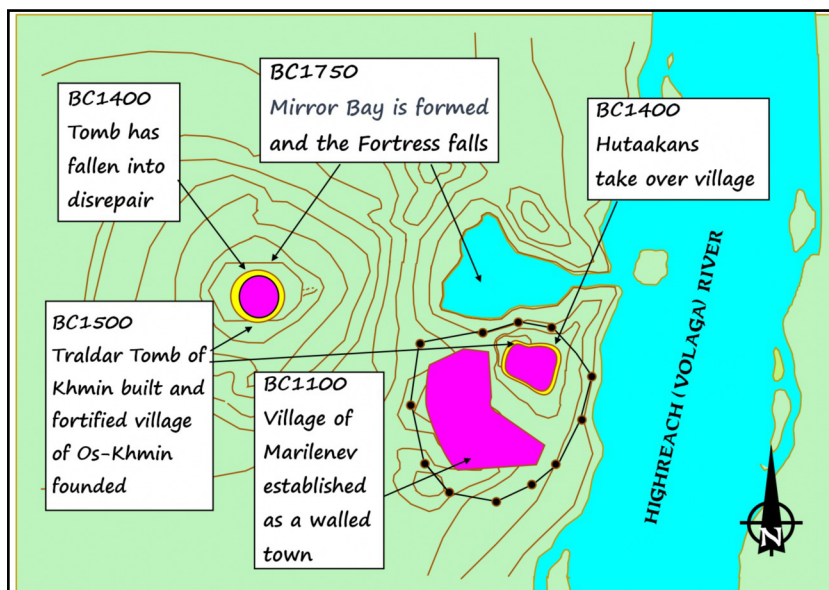 BC1750
Mirror Bay is formed
and the Fortress falls
BC1400
Tomb has
fallen into
disrepair
BC1400
Hutaakans
take over village
BC1500
Traldar Tomb of
Khmin built and
fortified village
of Os-Khmin
founded
BC1100
Village of
Marilenev
established
as a walled
town
HIGHREACH (VOLAGA) RIVER
N